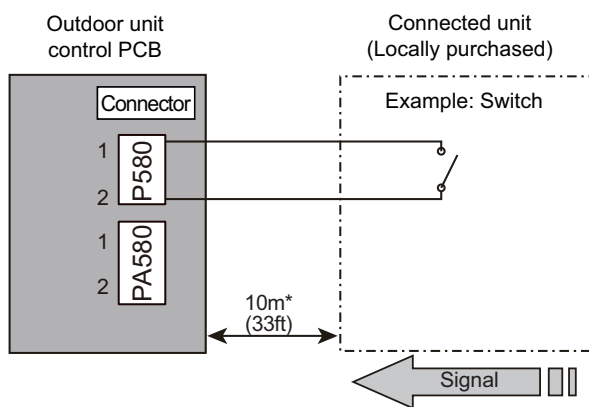 Outdoor unit
control PCB
Connected unit
(Locally purchased)
Connector
Example: Switch
1
P580
2
1
PA580
2
10m*
(33ft)
Signal